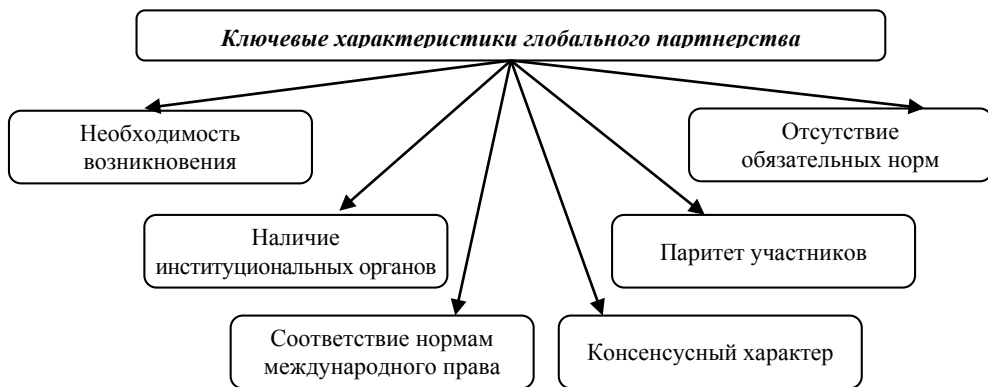 Ключевые характеристики глобального партнерства
Необходимость
возникновения
Отсутствие
обязательных норм
Наличие
институциональных органов
Паритет участников
Соответствие нормам
международного права
Консенсусный характер